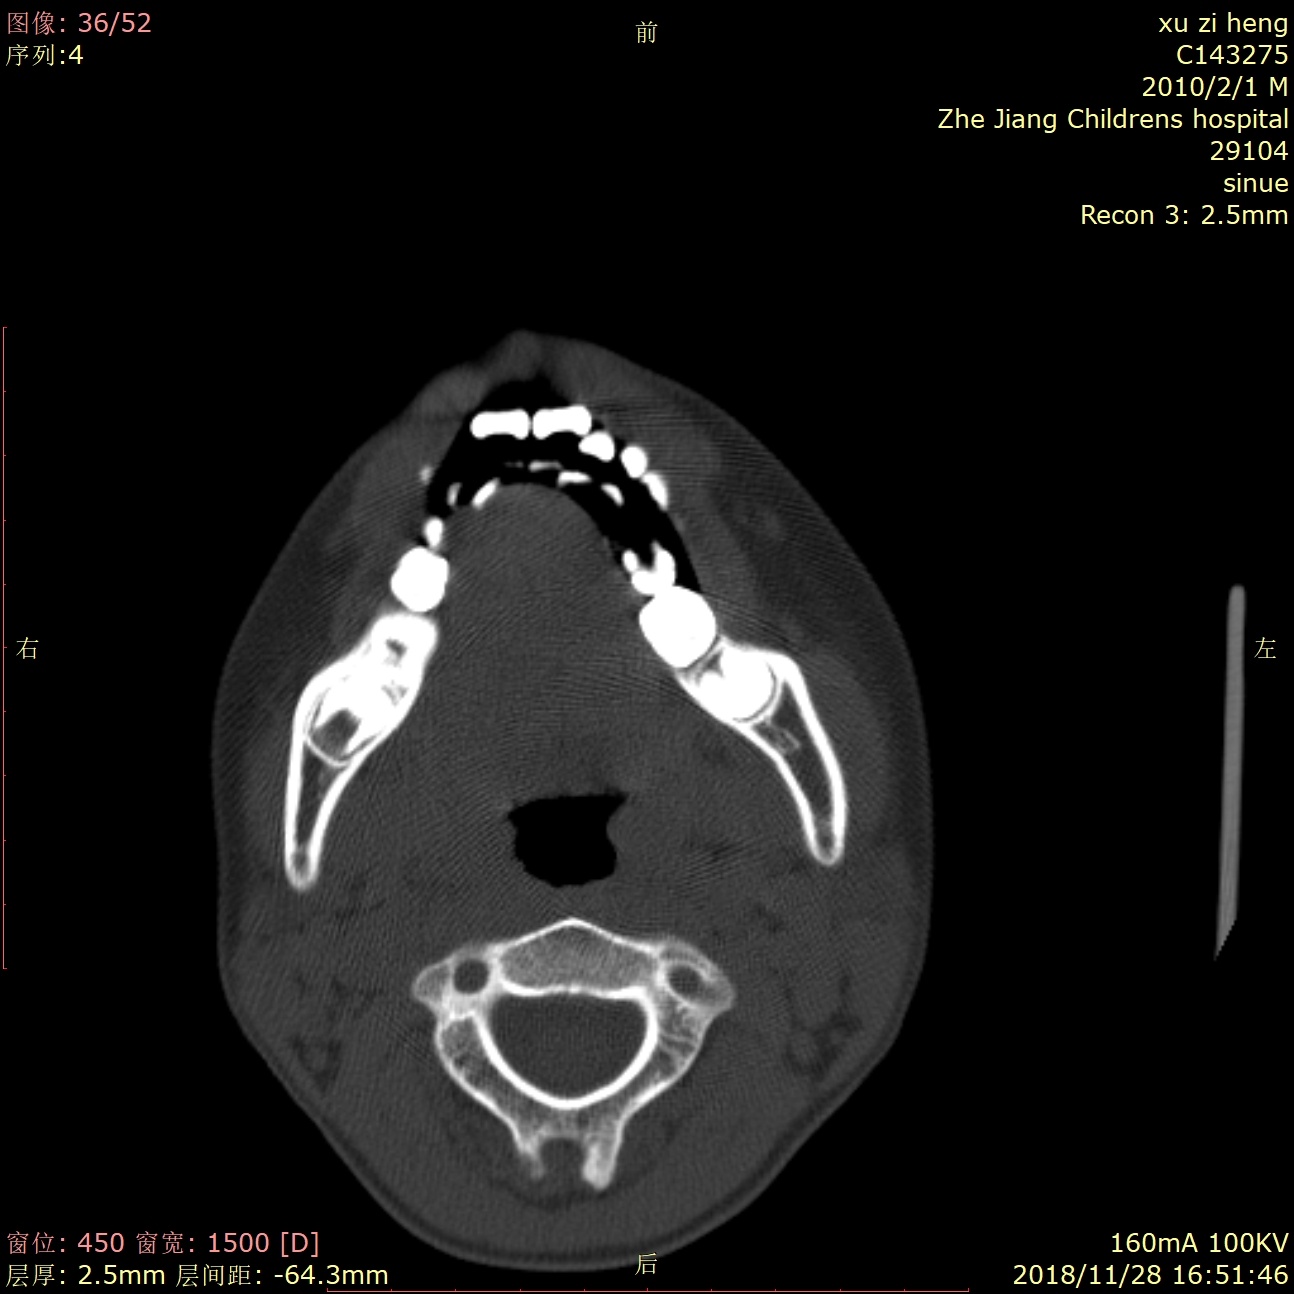 图像: 36/52
序列:4
前
xu zi heng
C143275
2010/2/1 M
Zhe Jiang Childrens hospital
29104
sinue
Recon 3: 2.5mm
右
左
窗位: 450 窗宽: 1500 [D]
层厚: 2.5mm 层间距: -64.3mm
后
160mA 100KV
2018/11/28 16:51:46